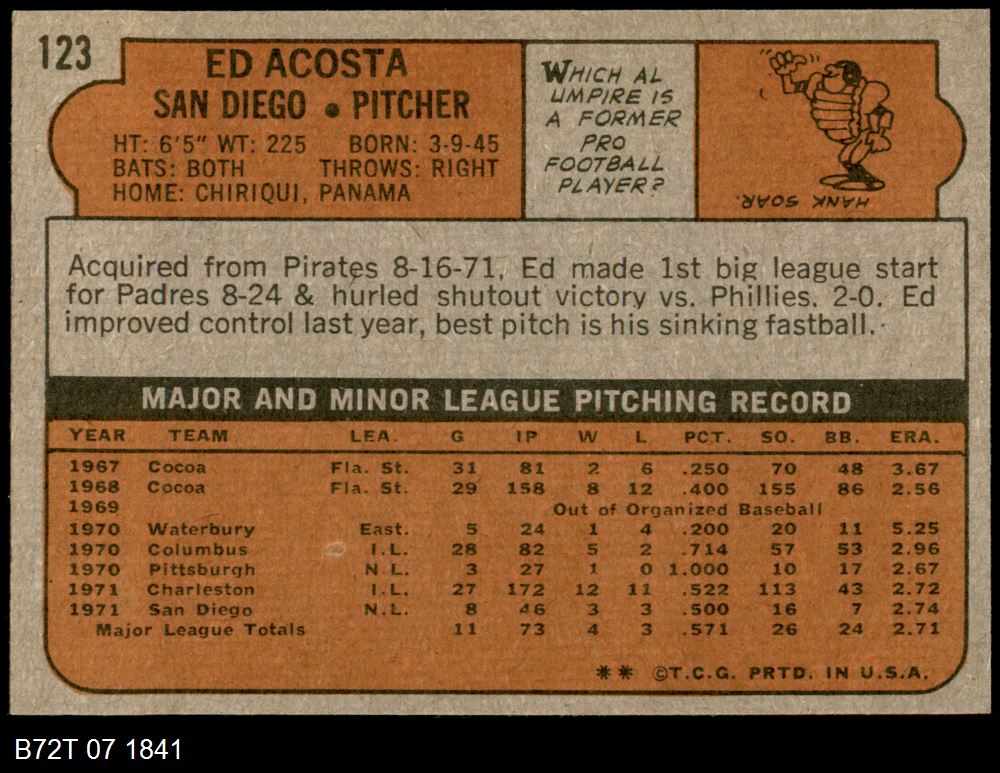 123
ED ACOSTA
SAN DIEGO • PITCHER
HT: 6'5" WT: 225 BORN: 3-9-45
BATS: BOTH THROWS: RIGHT
HOME: CHIRIQUI, PANAMA
WHICH AL
UMPIRE IS
A FORMER
PRO
FOOTBALL
PLAYER?
HANK SOAR.
Acquired from Pirates 8-16-71, Ed made 1st big league start
for Padres 8-24 & hurled shutout victory vs. Phillies. 2-0. Ed
improved control last year, best pitch is his sinking fastball.
MAJOR AND MINOR LEAGUE PITCHING RECORD
YEAR TEAM LEA. G IP W L PCT. SO. BB. ERA.
1967 Cocoa Fla. St. 31 81 2 6 .250 70 48 3.67
1968 Cocoa Fla. St. 29 158 8 12 .400 155 86 2.56
1969 Out of Organized Baseball
1970 Waterbury East. 5 24 1 4 .200 20 11 5.25
1970 Columbus I.L. 28 82 5 2 .714 57 53 2.96
1970 Pittsburgh N.L. 3 27 1 0 1.000 10 17 2.67
1971 Charleston I.L. 27 172 12 11 .522 113 43 2.72
1971 San Diego N.L. 8 46 3 3 .500 16 7 2.74
Major League Totals 11 73 4 3 .571 26 24 2.71
** ©T.C.G. PRTD. IN U.S.A.
B72T 07 1841